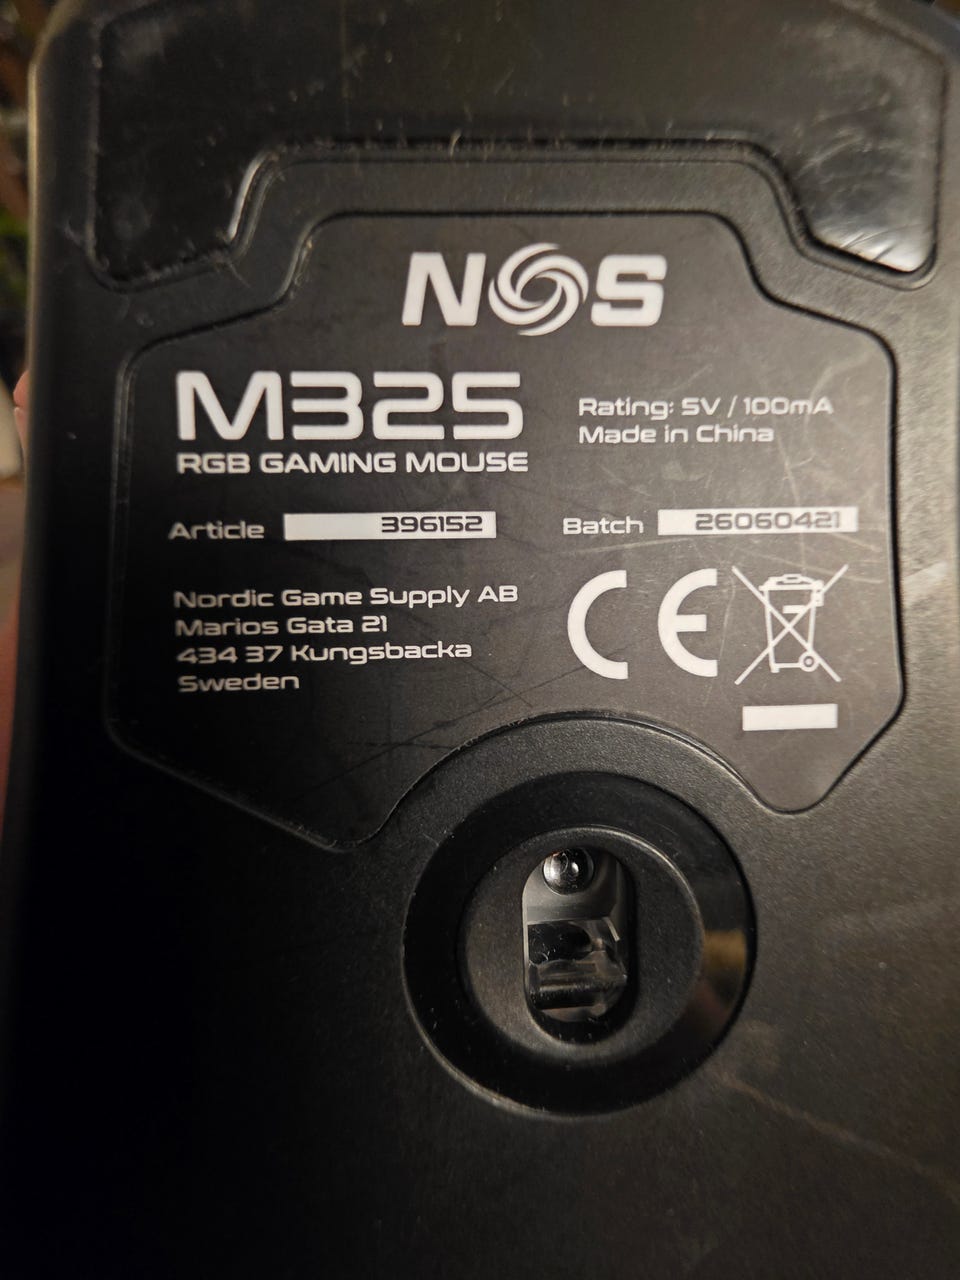 NOS
M325
RGB GAMING MOUSE
Rating: 5V / 100mA
Made in China
Article 396152
Batch 26060421
Nordic Game Supply AB
Marios Gata 21
434 37 Kungsbacka
Sweden
CE